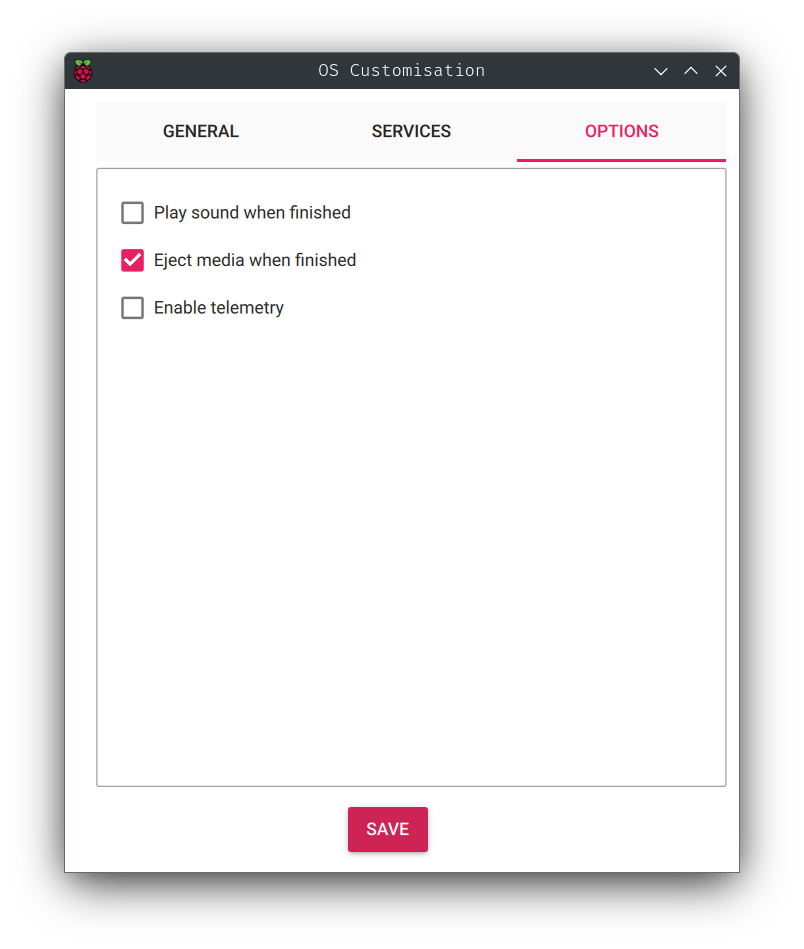 OS Customisation
GENERAL SERVICES OPTIONS
Play sound when finished
Eject media when finished
Enable telemetry
SAVE